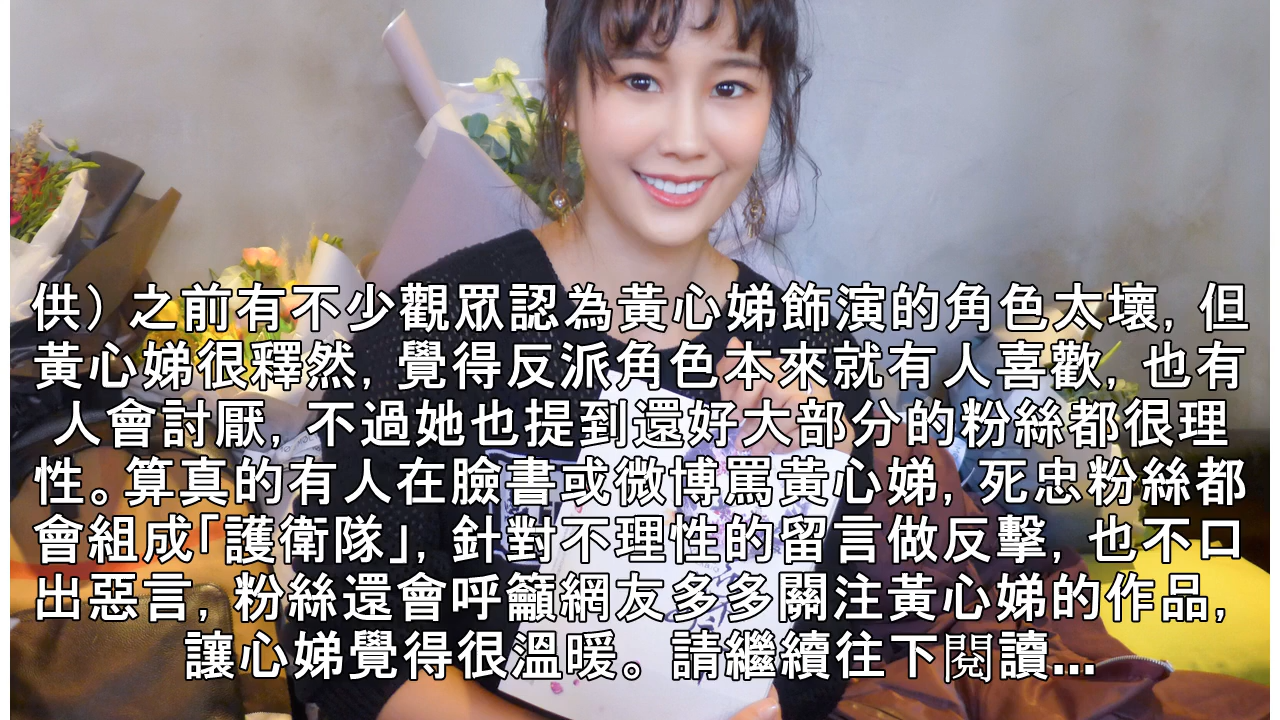 供）之前有不少觀眾認為黃心娣飾演的角色太壞, 但
黃心娣很釋然, 覺得反派角色本來就有人喜歡, 也有
人會討厭, 不過她也提到還好大部分的粉絲都很理
性。算真的有人在臉書或微博罵黃心娣, 死忠粉絲都
會組成「護衛隊」, 針對不理性的留言做反擊, 也不口
出惡言, 粉絲還會呼籲網友多多關注黃心娣的作品,
讓心娣覺得很溫暖。請繼續往下閱讀...